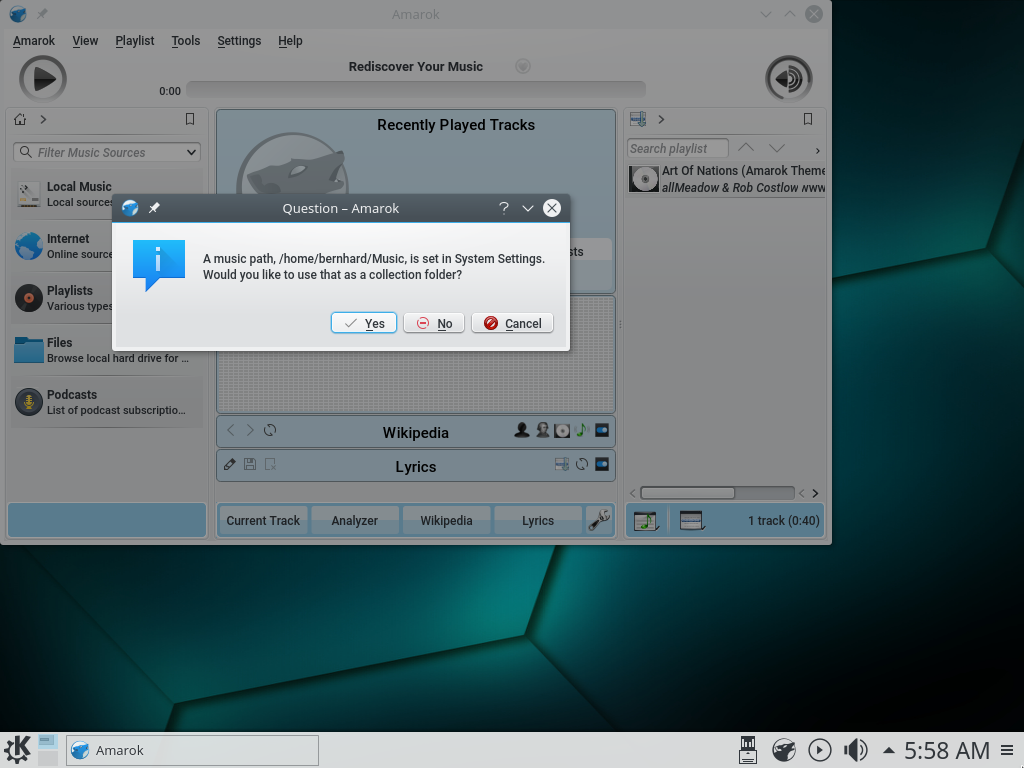 Amarok
Amarok View Playlist Tools Settings Help
Rediscover Your Music
0:00
Recently Played Tracks
Filter Music Sources
Search playlist
Local Music
Local source
Art Of Nations (Amarok Theme
allMeadow & Rob Costlow www
Question – Amarok
Internet
Online source
A music path, /home/bernhard/Music, is set in System Settings.
Would you like to use that as a collection folder?
Playlists
Various types
Yes No Cancel
Files
Browse local hard drive for ...
Podcasts
List of podcast subscriptio...
Wikipedia
Lyrics
Current Track Analyzer Wikipedia Lyrics
1 track (0:40)
Amarok
5:58 AM